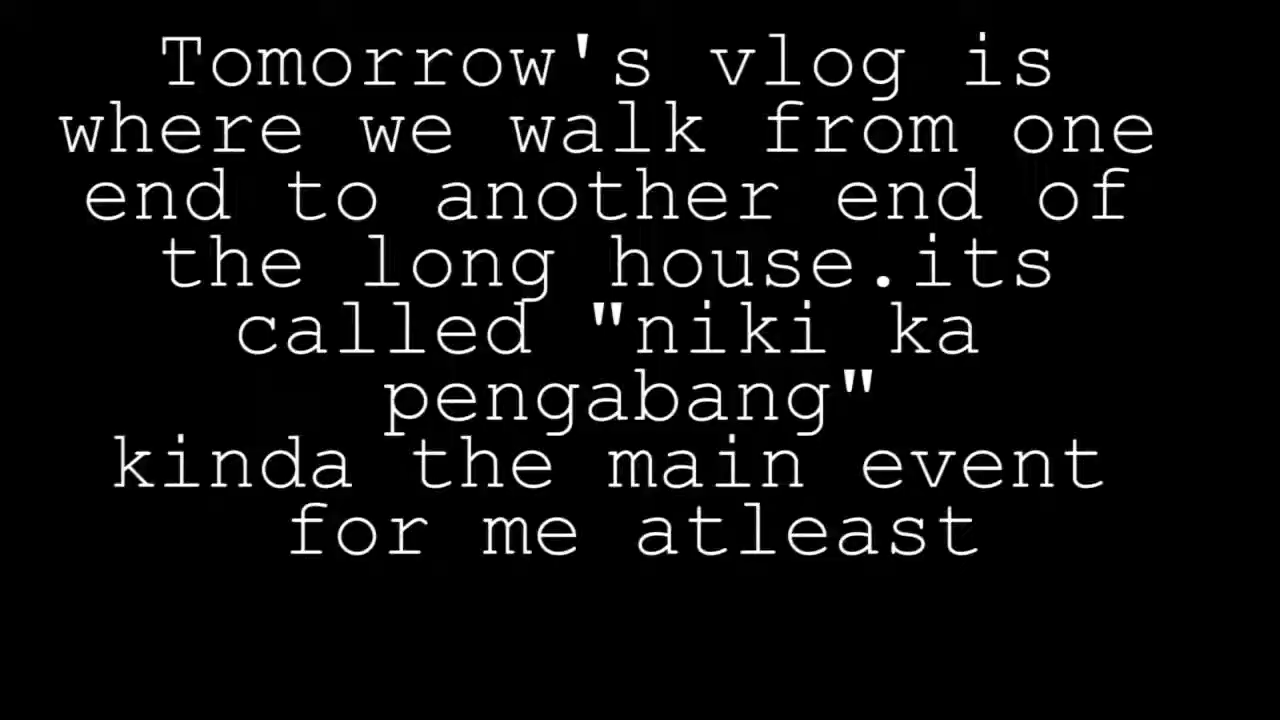 Tomorrow's vlog is
where we walk from one
end to another end of
the long house.its
called "niki ka
pengabang"
kinda the main event
for me atleast